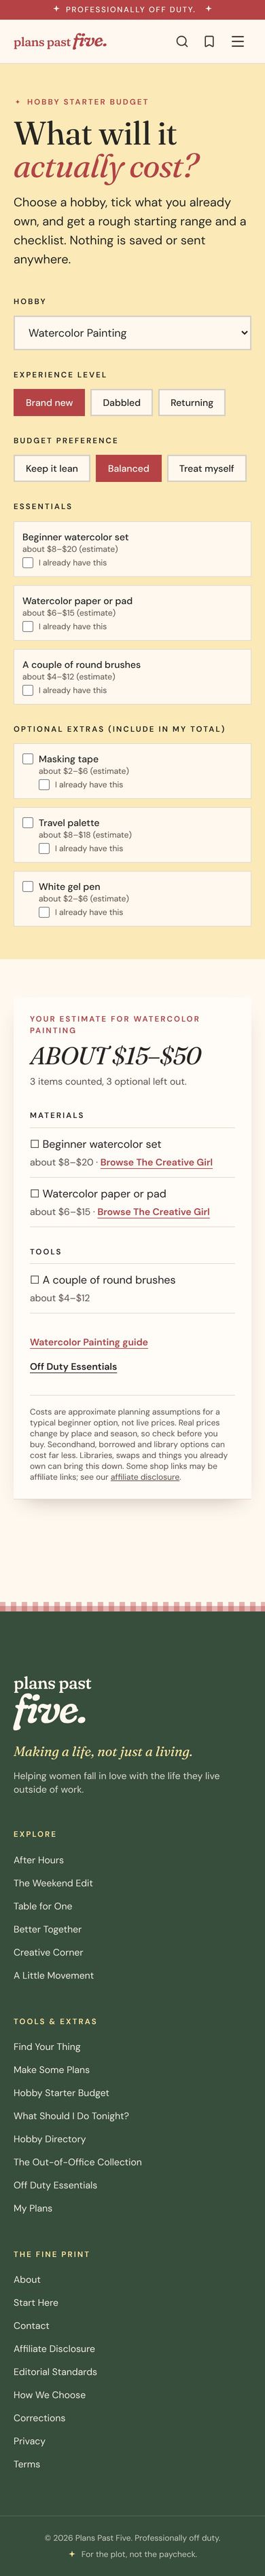 PROFESSIONALLY OFF DUTY.
plans past five.
HOBBY STARTER BUDGET
What will it
actually cost?
Choose a hobby, tick what you already
own, and get a rough starting range and a
checklist. Nothing is saved or sent
anywhere.
HOBBY
Watercolor Painting
EXPERIENCE LEVEL
Brand new
Dabbled
Returning
BUDGET PREFERENCE
Keep it lean
Balanced
Treat myself
ESSENTIALS
Beginner watercolor set
about $8–$20 (estimate)
I already have this
Watercolor paper or pad
about $6–$15 (estimate)
I already have this
A couple of round brushes
about $4–$12 (estimate)
I already have this
OPTIONAL EXTRAS (INCLUDE IN MY TOTAL)
Masking tape
about $2–$6 (estimate)
I already have this
Travel palette
about $8–$18 (estimate)
I already have this
White gel pen
about $2–$6 (estimate)
I already have this
YOUR ESTIMATE FOR WATERCOLOR
PAINTING
ABOUT $15–$50
3 items counted, 3 optional left out.
MATERIALS
☐ Beginner watercolor set
about $8–$20 · Browse The Creative Girl
☐ Watercolor paper or pad
about $6–$15 · Browse The Creative Girl
TOOLS
☐ A couple of round brushes
about $4–$12
Watercolor Painting guide
Off Duty Essentials
Costs are approximate planning assumptions for a
typical beginner option, not live prices. Real prices
change by place and season, so check before you
buy. Secondhand, borrowed and library options can
cost far less. Libraries, swaps and things you already
own can bring this down. Some shop links may be
affiliate links; see our affiliate disclosure.
plans past
five.
Making a life, not just a living.
Helping women fall in love with the life they live
outside of work.
EXPLORE
After Hours
The Weekend Edit
Table for One
Better Together
Creative Corner
A Little Movement
TOOLS & EXTRAS
Find Your Thing
Make Some Plans
Hobby Starter Budget
What Should I Do Tonight?
Hobby Directory
The Out-of-Office Collection
Off Duty Essentials
My Plans
THE FINE PRINT
About
Start Here
Contact
Affiliate Disclosure
Editorial Standards
How We Choose
Corrections
Privacy
Terms
© 2026 Plans Past Five. Professionally off duty.
For the plot, not the paycheck.